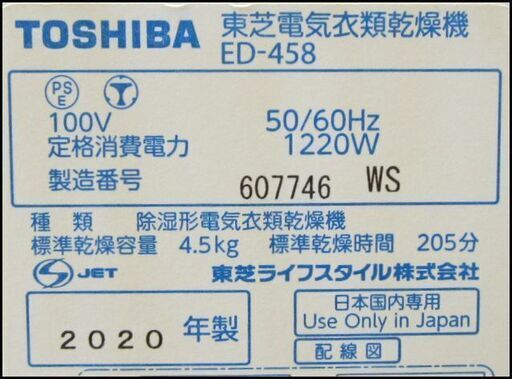 TOSHIBA 東芝電気衣類乾燥機
ED-458
PS
E
100V 50/60Hz
定格消費電力 1220W
製造番号 607746 WS
種 類 除湿形電気衣類乾燥機
標準乾燥容量 4.5kg 標準乾燥時間 205分
S JET 東芝ライフスタイル株式会社
2020 年製
日本国内専用
Use Only in Japan
配線図